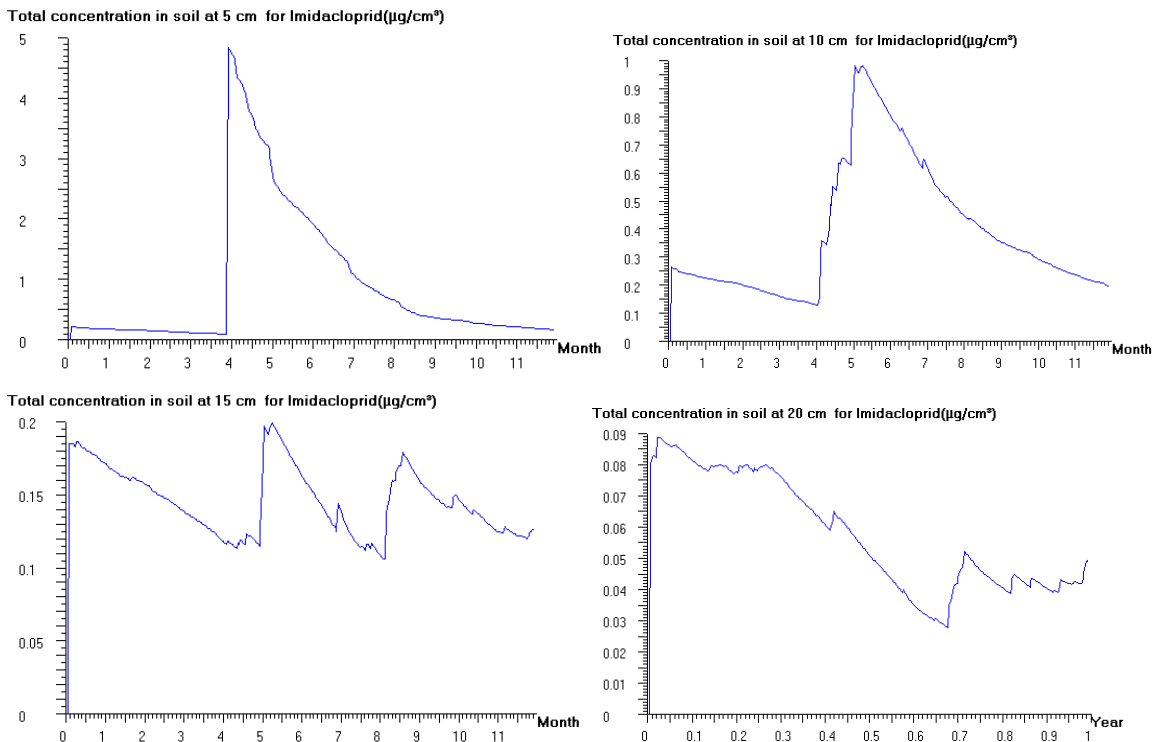 Total concentration in soil at 5 cm for Imidacloprid(µg/cm³)
5
4
3
2
1
0
0 1 2 3 4 5 6 7 8 9 10 11
Month
Total concentration in soil at 10 cm for Imidacloprid(µg/cm³)
1
0.9
0.8
0.7
0.6
0.5
0.4
0.3
0.2
0.1
0
0 1 2 3 4 5 6 7 8 9 10 11
Month
Total concentration in soil at 15 cm for Imidacloprid(µg/cm³)
0.2
0.15
0.1
0.05
0
0 1 2 3 4 5 6 7 8 9 10 11
Month
Total concentration in soil at 20 cm for Imidacloprid(µg/cm³)
0.09
0.08
0.07
0.06
0.05
0.04
0.03
0.02
0.01
0
0 0.1 0.2 0.3 0.4 0.5 0.6 0.7 0.8 0.9 1
Year